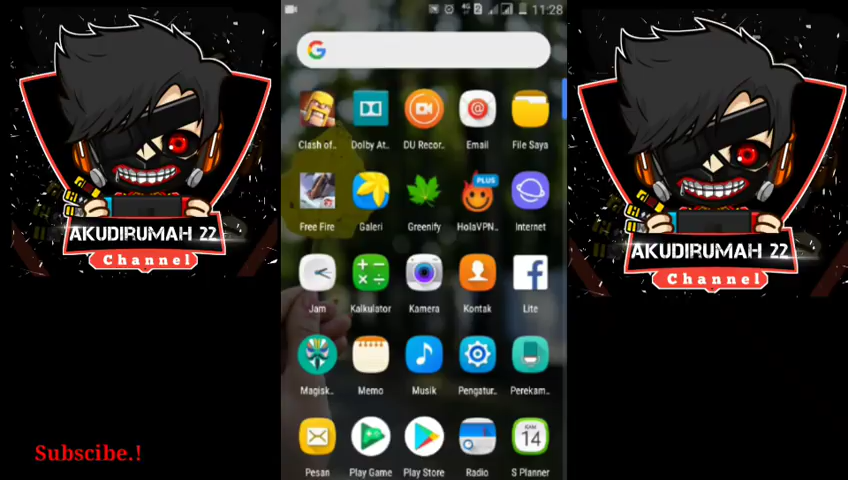 11:28
G
Clash of..
Dolby At..
DU Recor..
Email
File Saya
PLUS
Free Fire
Galeri
Greenify
HolaVPN..
Internet
Jam
Kalkulator
Kamera
Kontak
Lite
Magisk..
Memo
Musik
Pengatur..
Perekam..
KAM
14
Pesan
Play Game
Play Store
Radio
S Planner
AKUDIRUMAH 22
Channel
AKUDIRUMAH 22
Channel
Subscibe.!